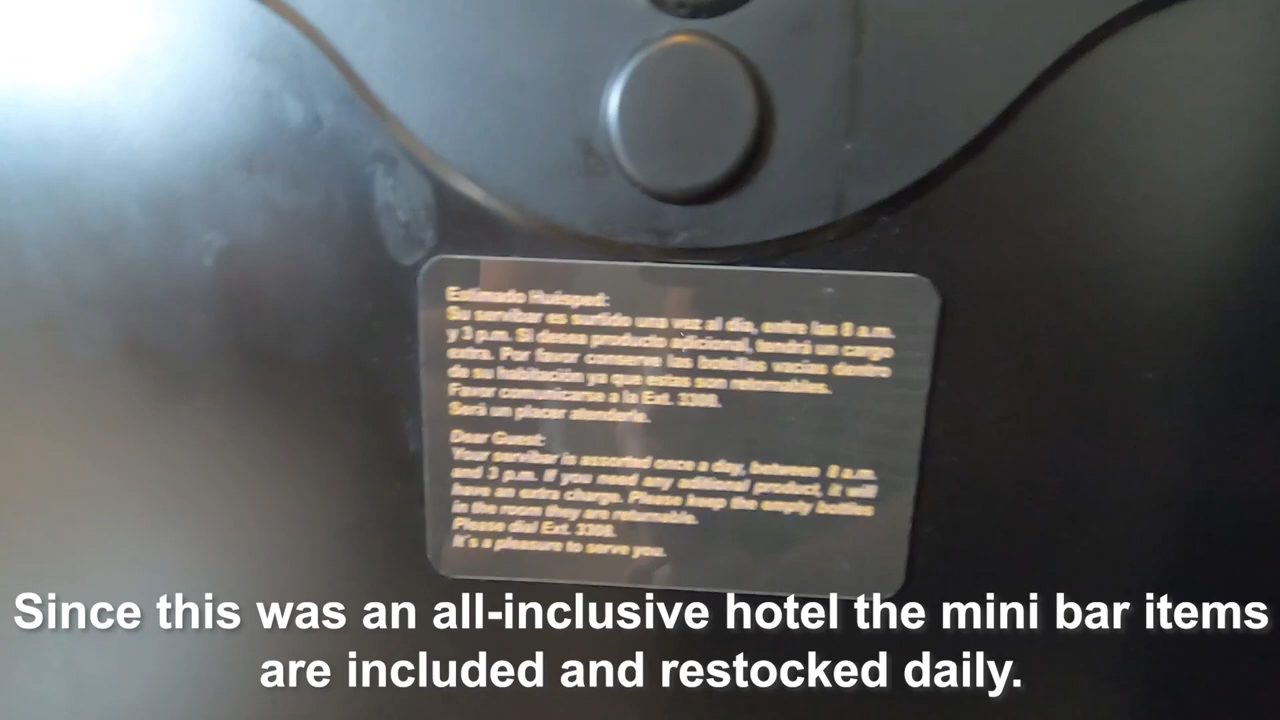 Estimado Huésped:
Su servibar es surtido una vez al día, entre las 8 a.m.
y 3 p.m. Si desea producto adicional, tendrá un cargo
extra. Por favor conserve las botellas vacías dentro
de su habitación ya que estas son retornables.
Favor comunicarse a la Ext. 3308.
Será un placer atenderle.
Dear Guest:
Your servibar is assorted once a day, between 8 a.m.
and 3 p.m. If you need any aditional product, it will
have an extra charge. Please keep the empty bottles
in the room they are returnable.
Please dial Ext. 3308.
It's a pleasure to serve you.
Since this was an all-inclusive hotel the mini bar items
are included and restocked daily.